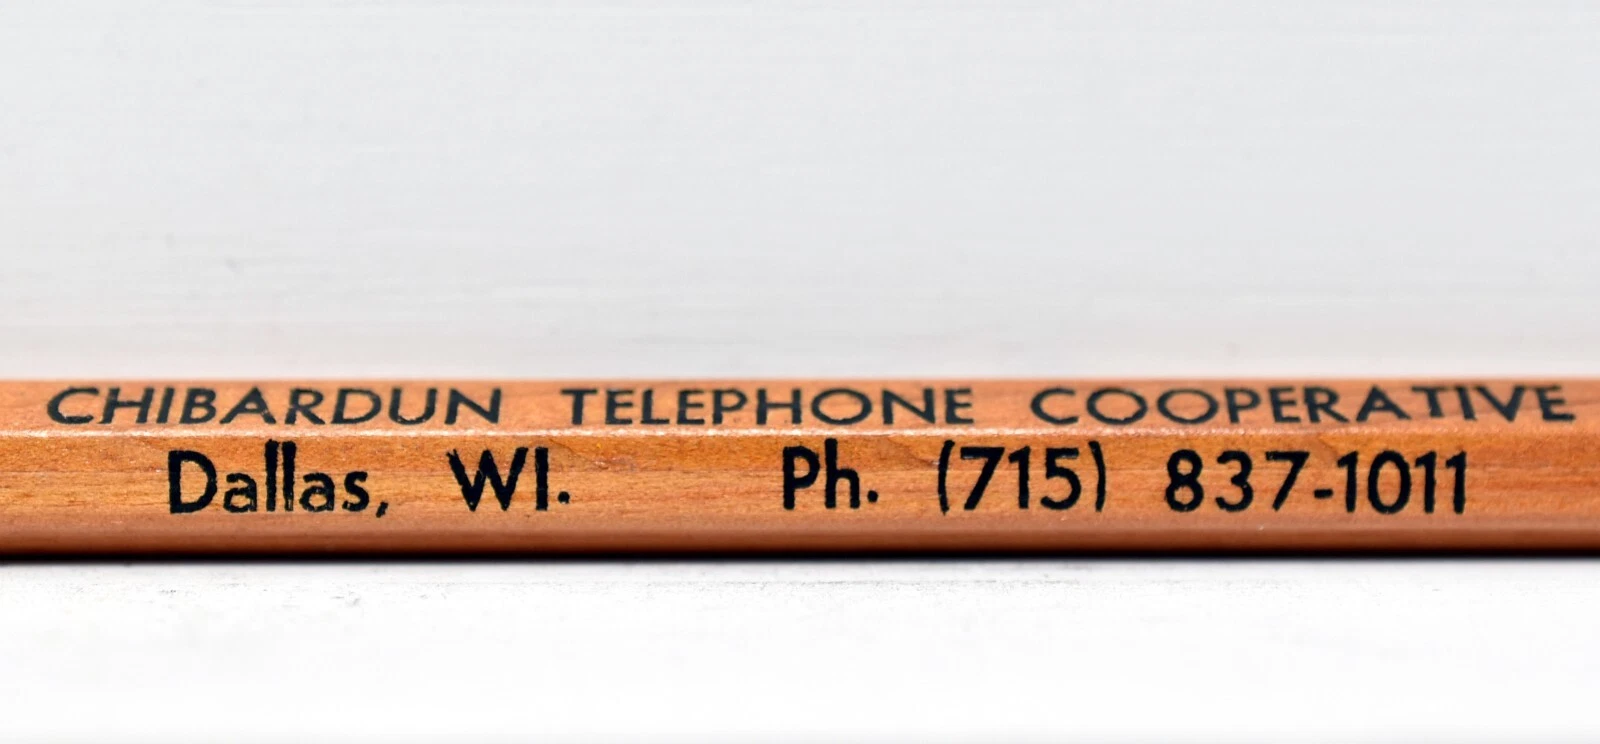 CHIBARDUN TELEPHONE COOPERATIVE
Dallas, WI. Ph. (715) 837-1011